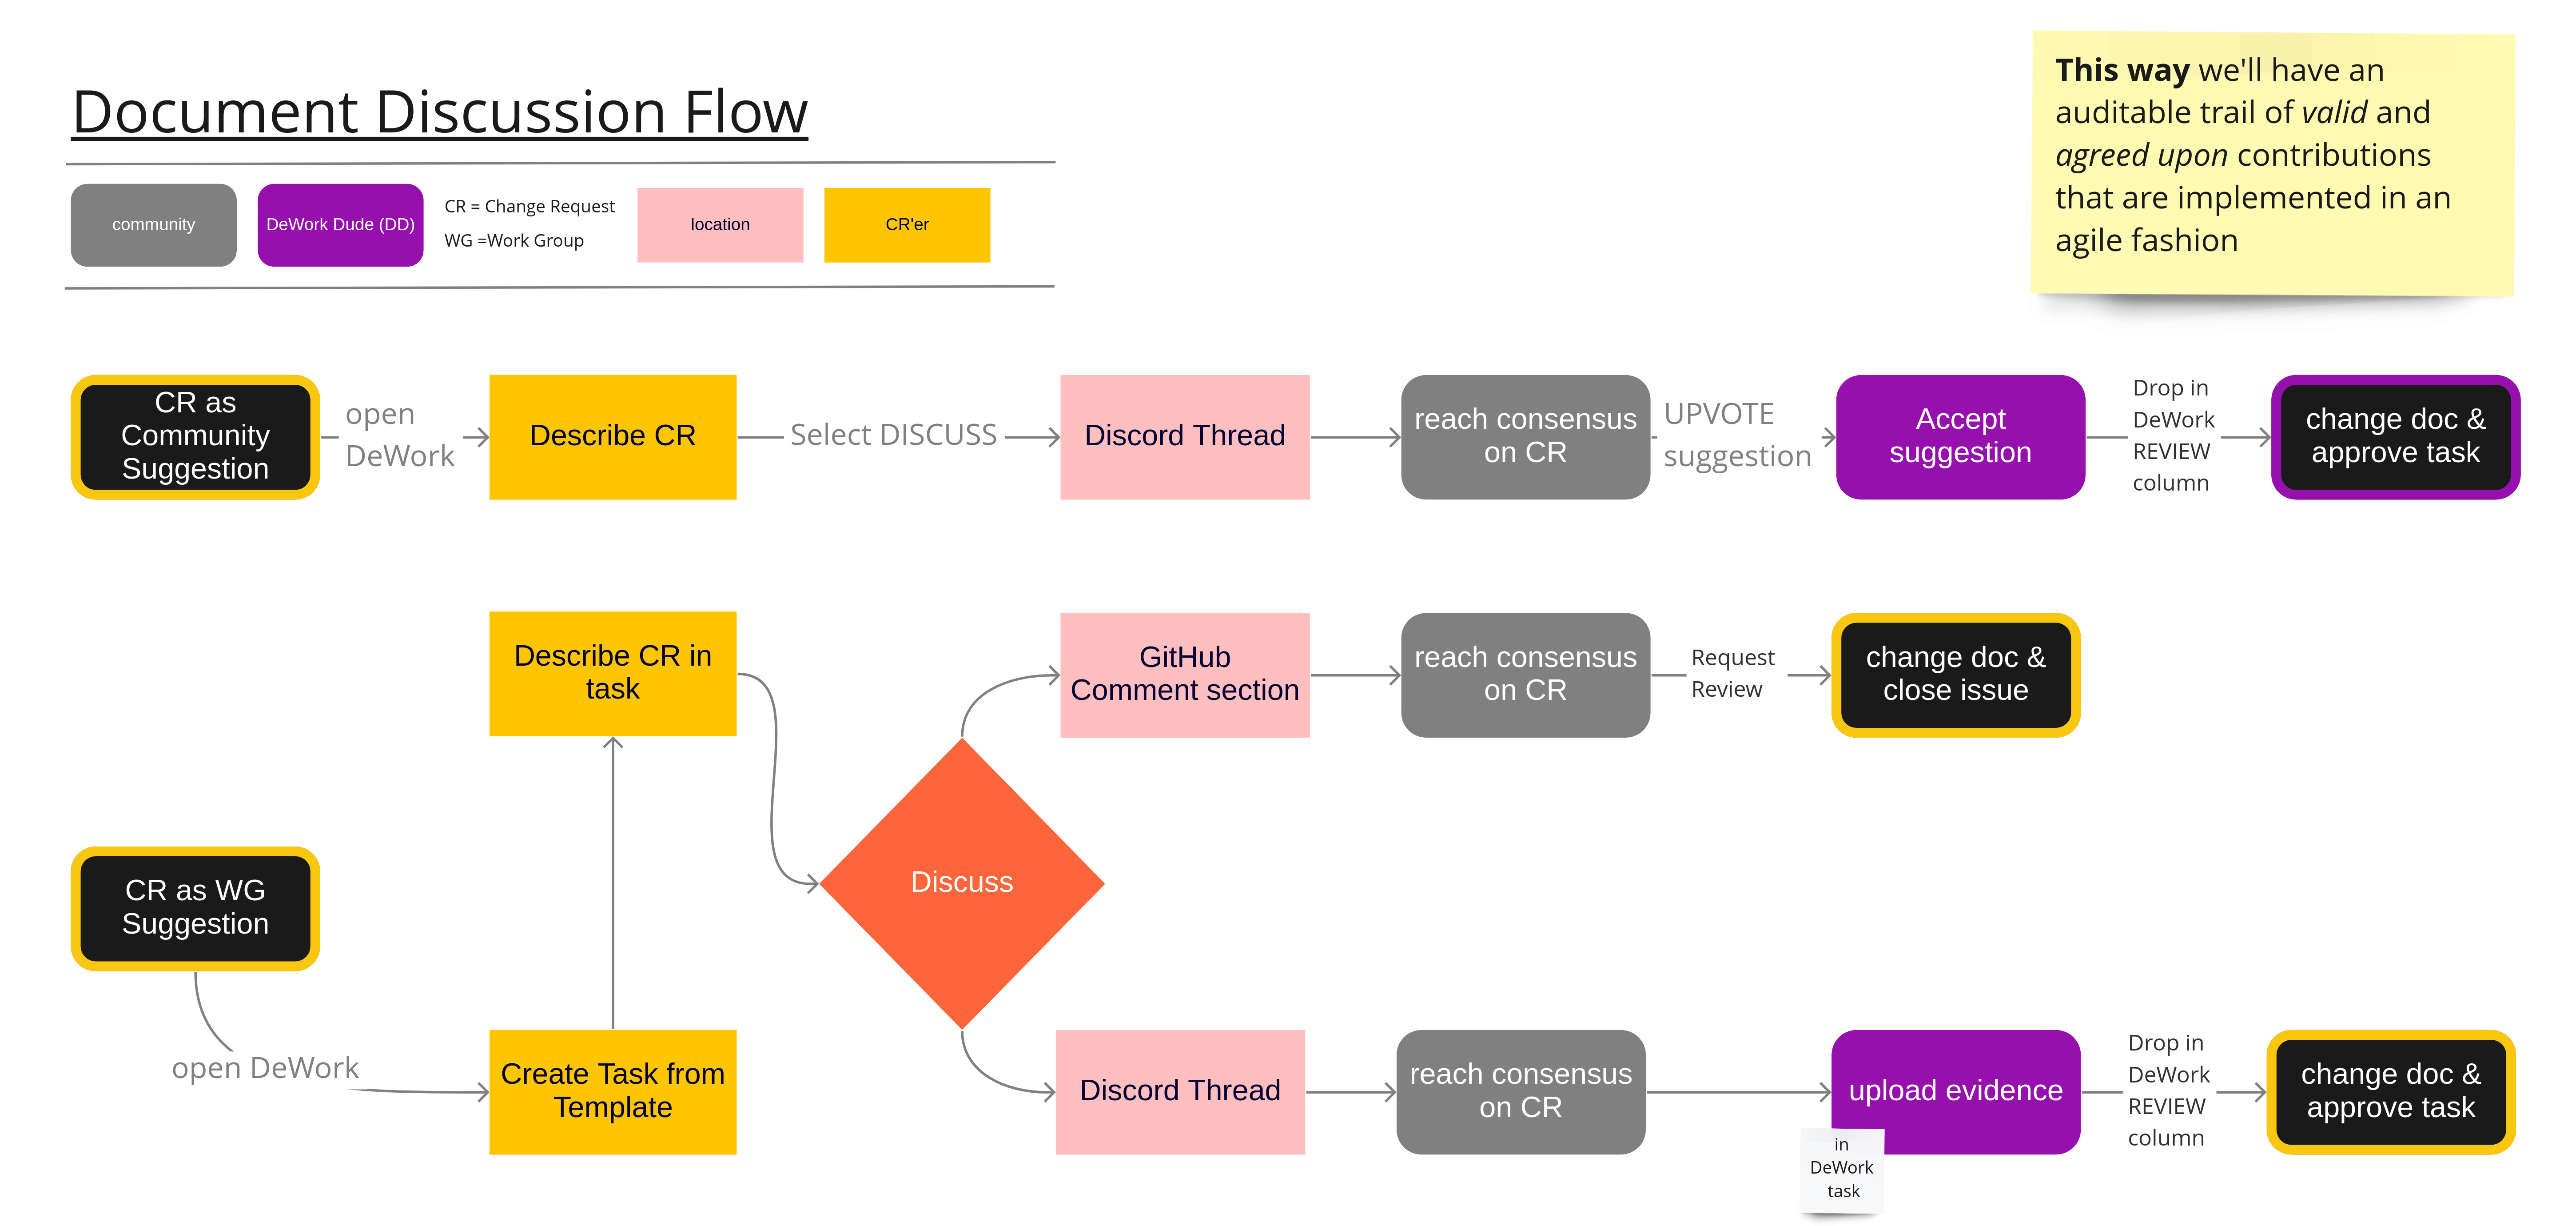 This way we'll have an
auditable trail of valid and
agreed upon contributions
that are implemented in an
agile fashion
Document Discussion Flow
community
DeWork Dude (DD)
CR = Change Request
WG =Work Group
location
CR'er
CR as
Community
Suggestion
open
DeWork
Describe CR
Select DISCUSS
Discord Thread
reach consensus
on CR
UPVOTE
suggestion
Accept
suggestion
Drop in
DeWork
REVIEW
column
change doc &
approve task
Describe CR in
task
GitHub
Comment section
reach consensus
on CR
Request
Review
change doc &
close issue
Discuss
CR as WG
Suggestion
open DeWork
Create Task from
Template
Discord Thread
reach consensus
on CR
upload evidence
in
DeWork
task
Drop in
DeWork
REVIEW
column
change doc &
approve task